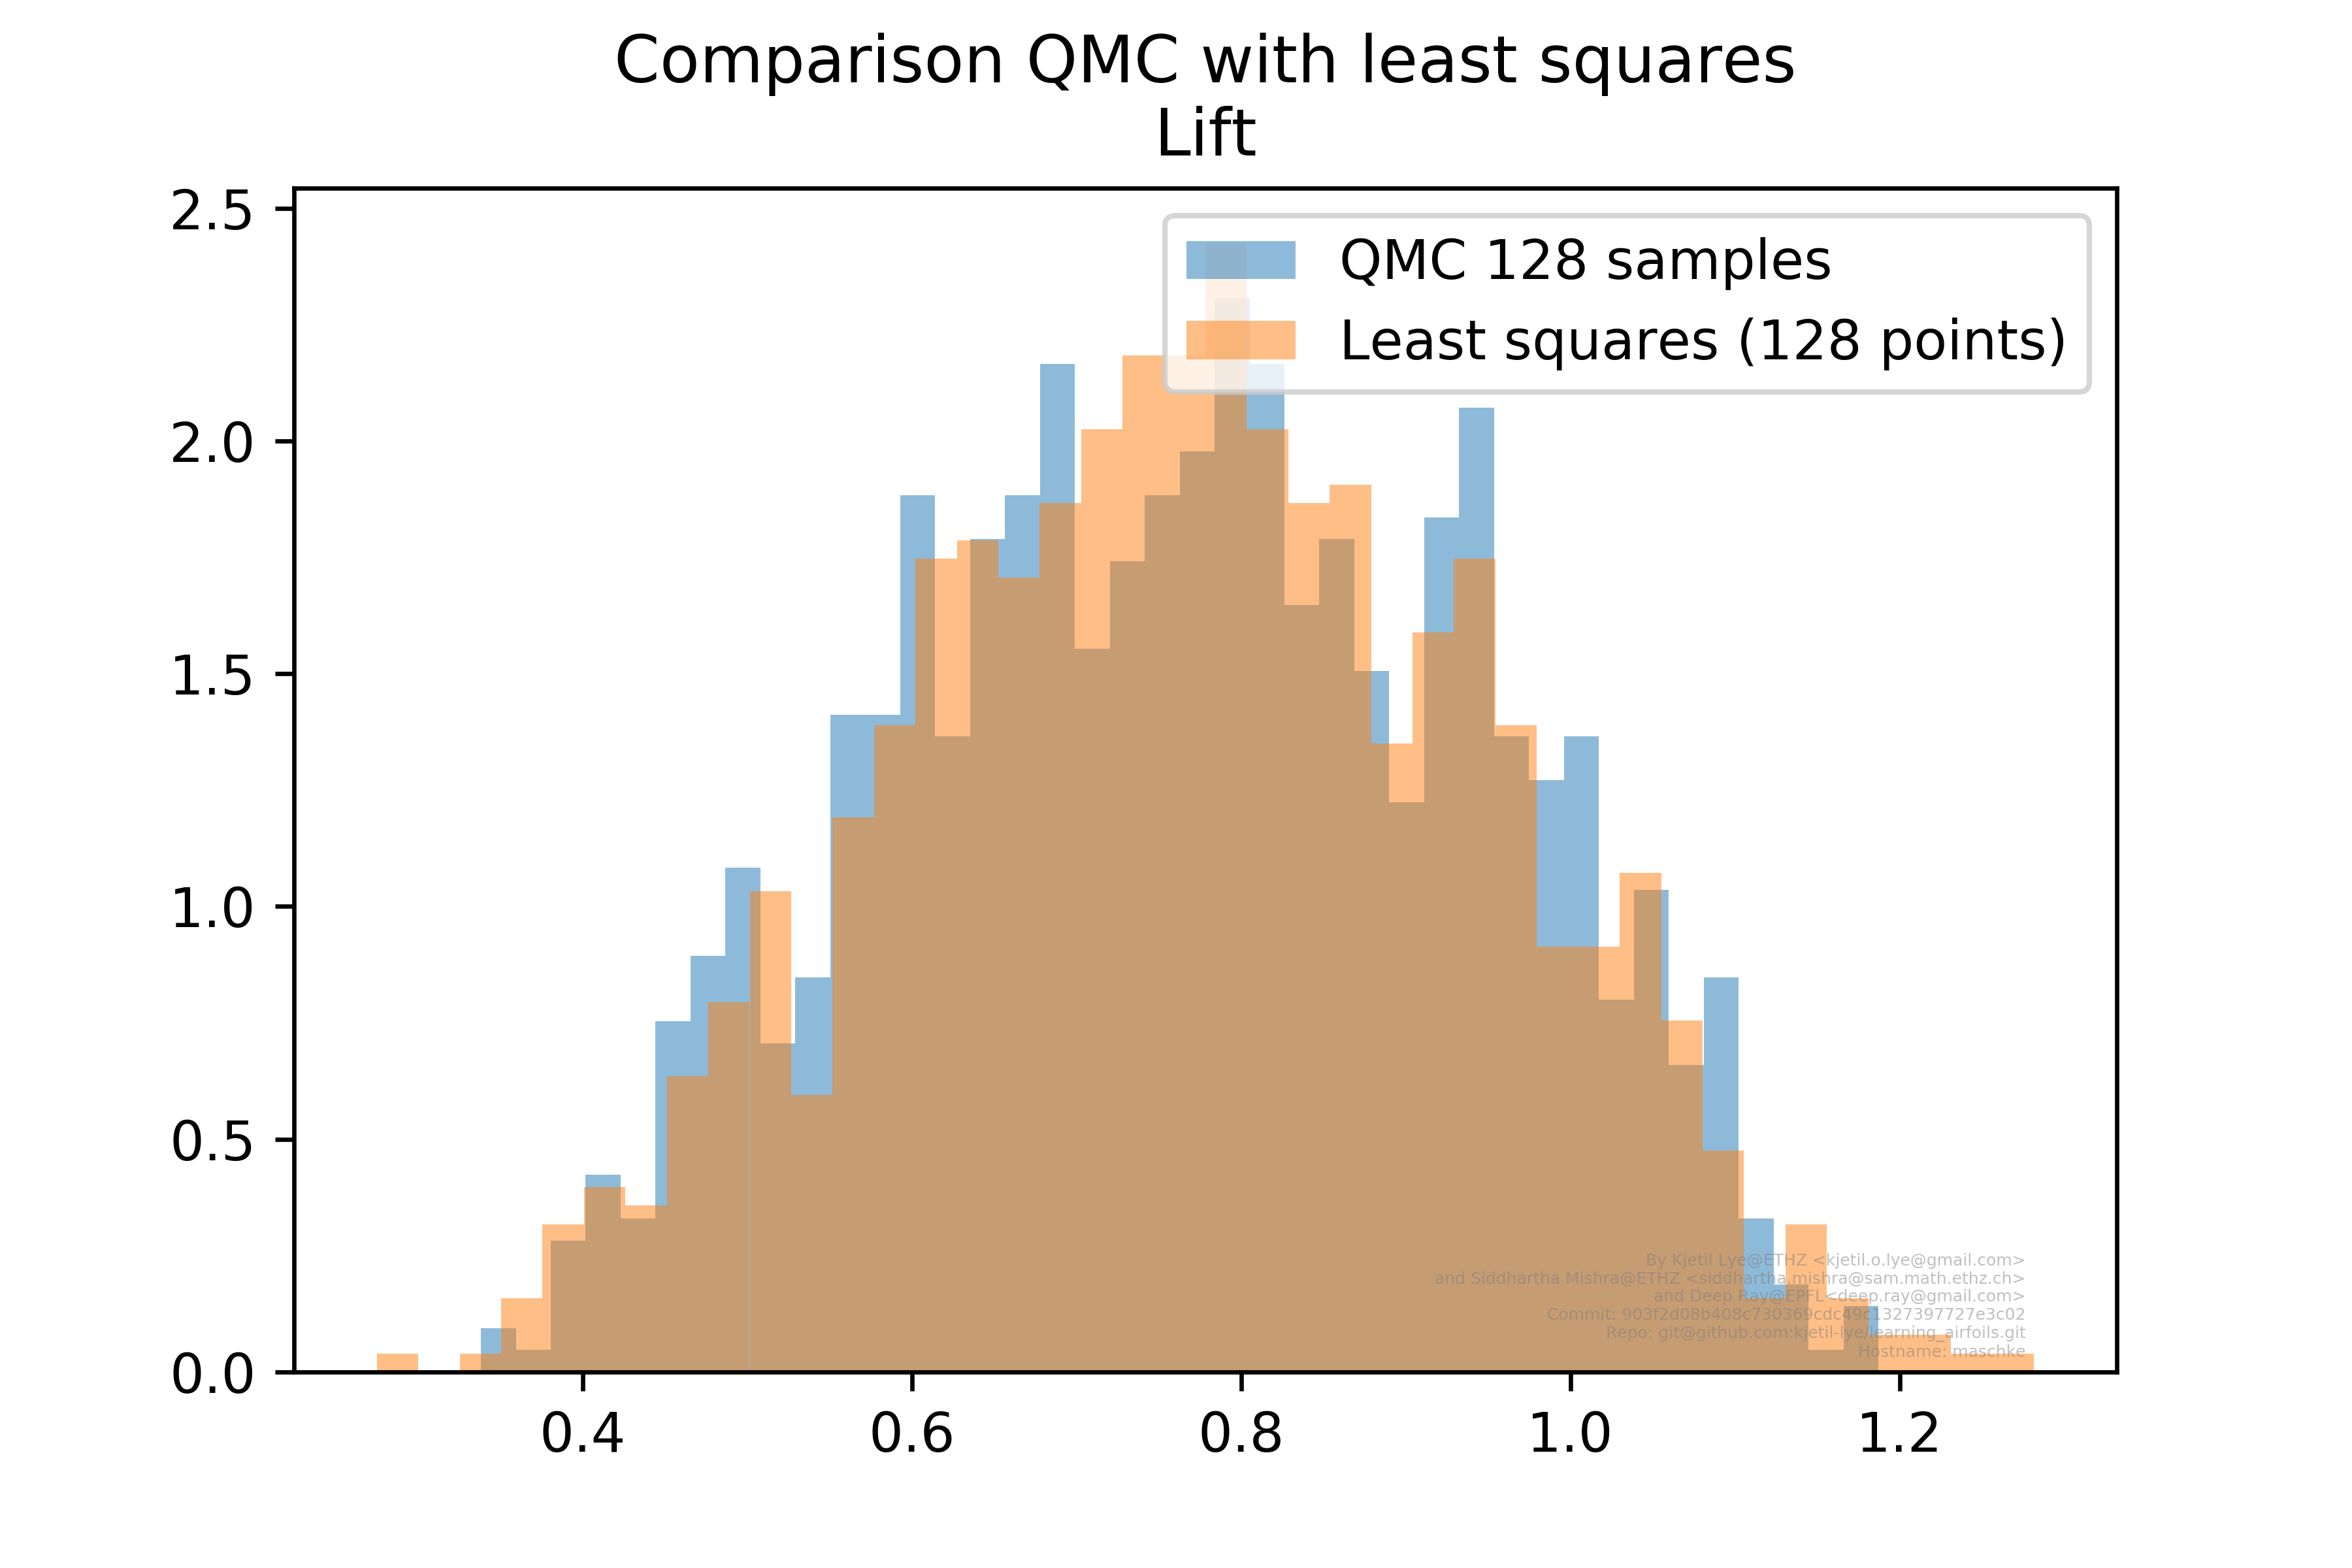 Comparison QMC with least squares
Lift
QMC 128 samples
Least squares (128 points)
2.5
2.0
1.5
1.0
0.5
0.0
0.4
0.6
0.8
1.0
1.2
By Kjetil Lye@ETHZ <kjetil.o.lye@gmail.com>
and Siddhartha Mishra@ETHZ <siddhartha.mishra@sam.math.ethz.ch>
and Deep Ray@EPFL<deep.ray@gmail.com>
Commit: 903f2d08b408c730369cdc49c1327397727e3c02
Repo: git@github.com:kjetil-lye/learning_airfoils.git
Hostname: maschke